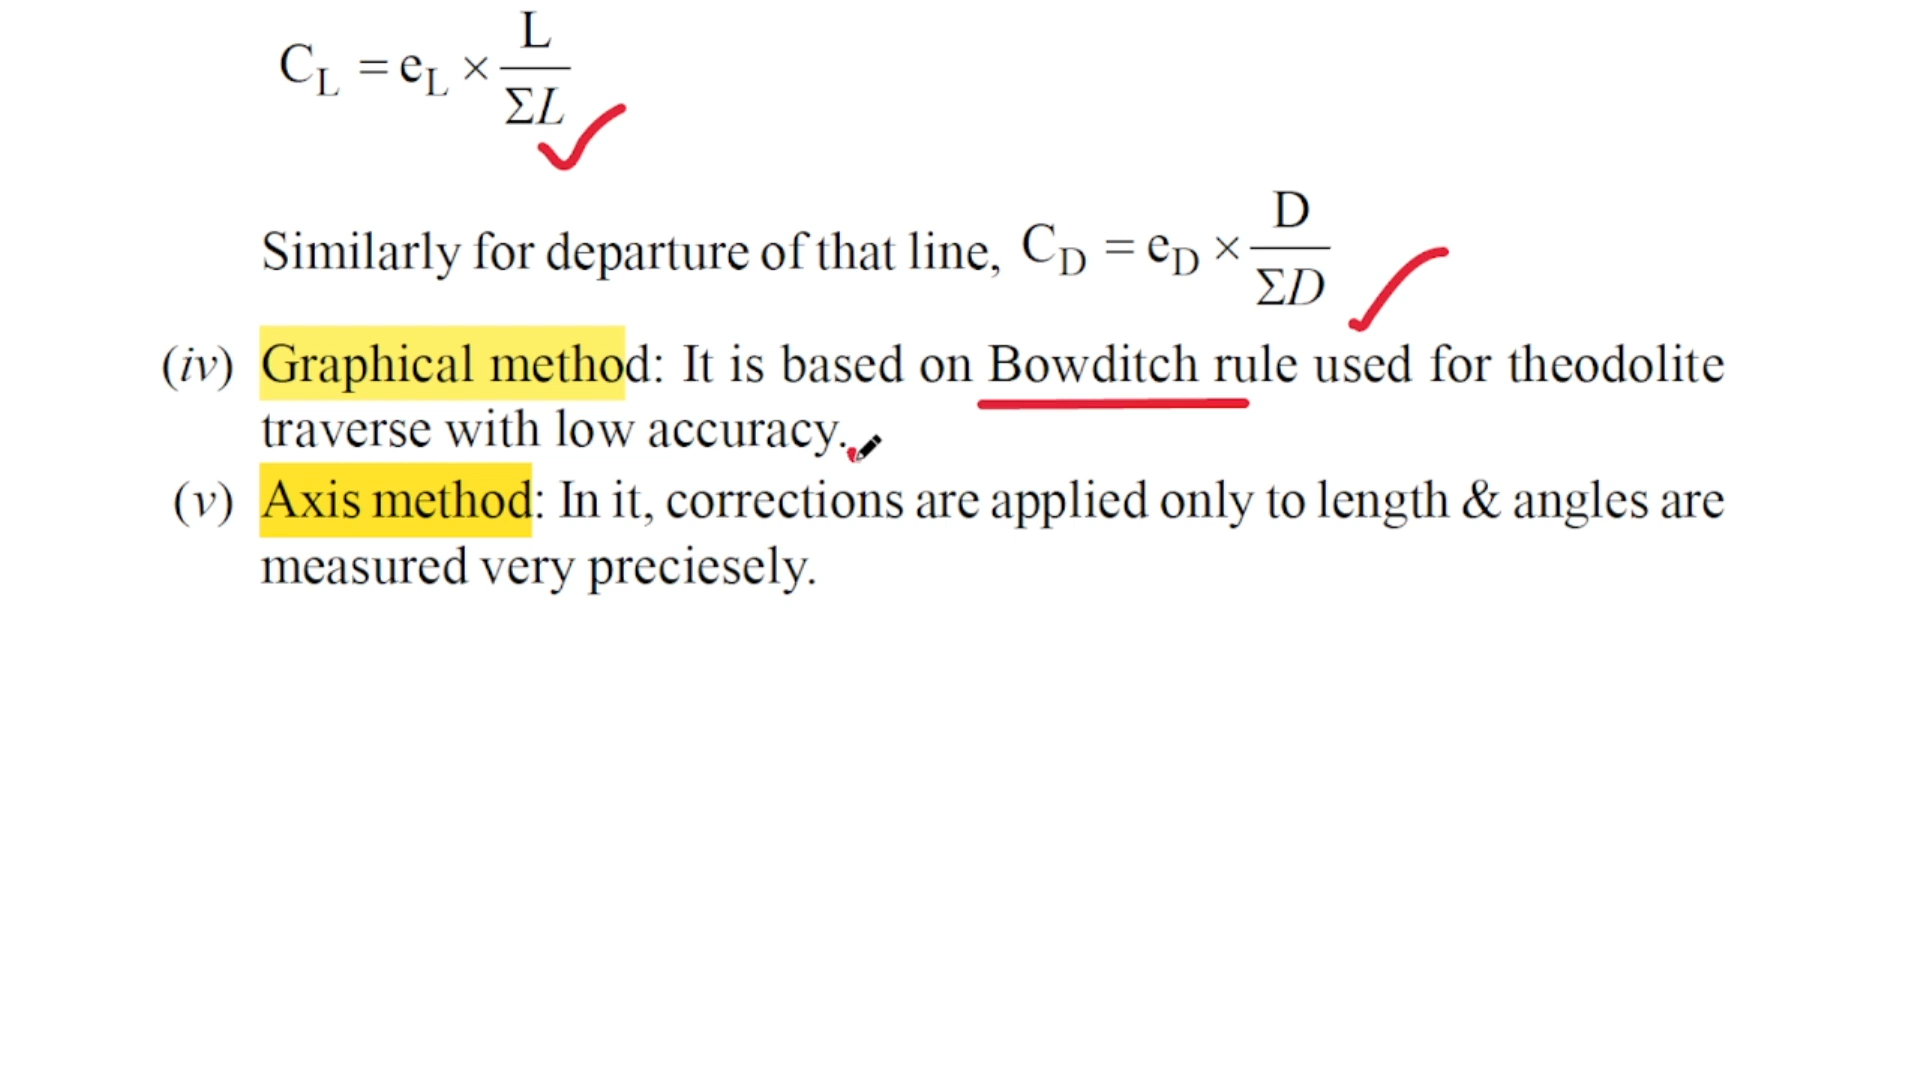 C_L = e_L × L/ΣL
Similarly for departure of that line, C_D = e_D × D/ΣD
(iv) Graphical method: It is based on Bowditch rule used for theodolite
traverse with low accuracy.
(v) Axis method: In it, corrections are applied only to length & angles are
measured very preciesely.